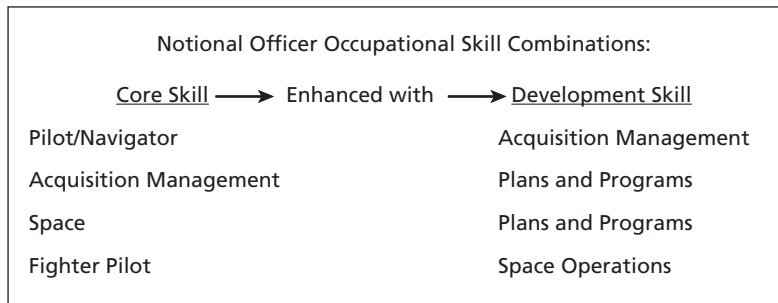 Notional Officer Occupational Skill Combinations:
Core Skill Enhanced with Development Skill
Pilot/Navigator Acquisition Management
Acquisition Management Plans and Programs
Space Plans and Programs
Fighter Pilot Space Operations